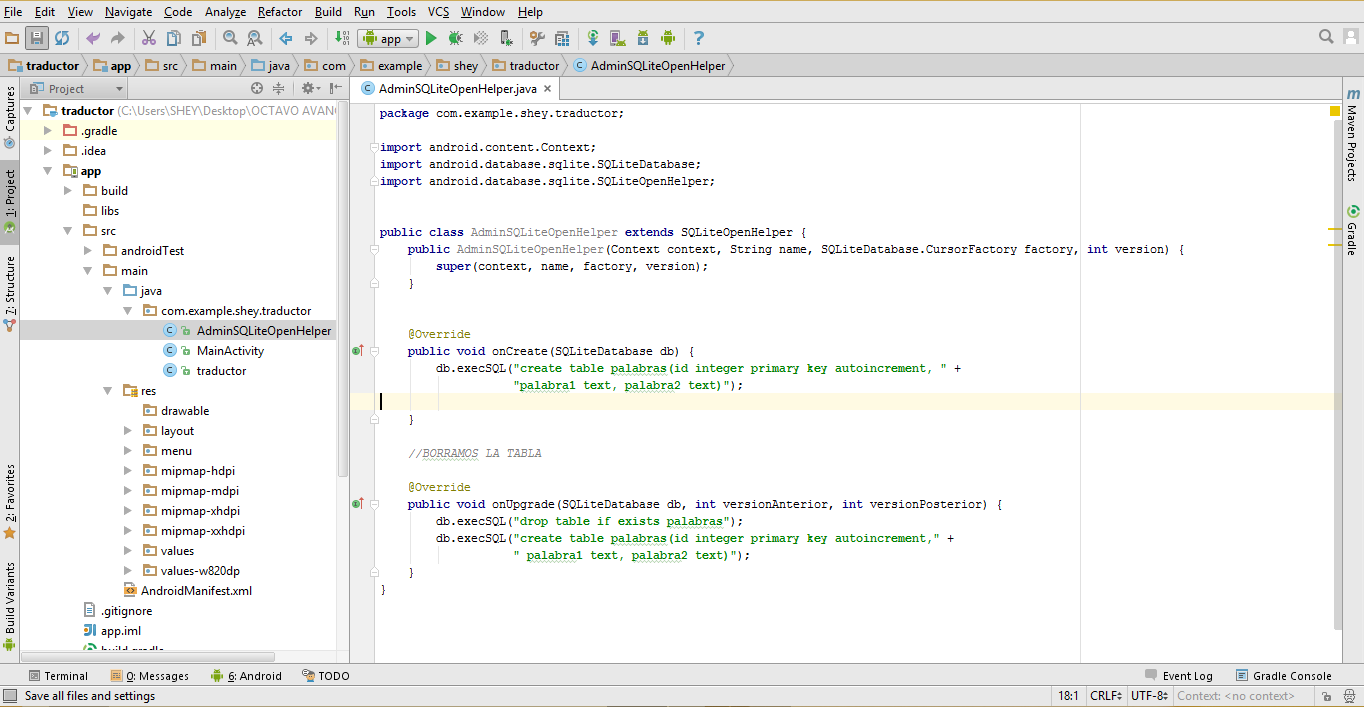 File Edit View Navigate Code Analyze Refactor Build Run Tools VCS Window Help
app
traductor app src main java com example shey traductor AdminSQLiteOpenHelper
Captures
1: Project
7: Structure
2: Favorites
Build Variants
Project
traductor (C:\Users\SHEY\Desktop\OCTAVO AVAN
.gradle
.idea
app
build
libs
src
androidTest
main
java
com.example.shey.traductor
AdminSQLiteOpenHelper
MainActivity
traductor
res
drawable
layout
menu
mipmap-hdpi
mipmap-mdpi
mipmap-xhdpi
mipmap-xxhdpi
values
values-w820dp
AndroidManifest.xml
.gitignore
app.iml
build.gradle
AdminSQLiteOpenHelper.java
package com.example.shey.traductor;
import android.content.Context;
import android.database.sqlite.SQLiteDatabase;
import android.database.sqlite.SQLiteOpenHelper;
public class AdminSQLiteOpenHelper extends SQLiteOpenHelper {
public AdminSQLiteOpenHelper(Context context, String name, SQLiteDatabase.CursorFactory factory, int version) {
super(context, name, factory, version);
}
@Override
public void onCreate(SQLiteDatabase db) {
db.execSQL("create table palabras(id integer primary key autoincrement, " +
"palabra1 text, palabra2 text)");
}
//BORRAMOS LA TABLA
@Override
public void onUpgrade(SQLiteDatabase db, int versionAnterior, int versionPosterior) {
db.execSQL("drop table if exists palabras");
db.execSQL("create table palabras(id integer primary key autoincrement," +
" palabra1 text, palabra2 text)");
}
}
Maven Projects
Gradle
Terminal 0: Messages 6: Android TODO Event Log Gradle Console
Save all files and settings 18:1 CRLF UTF-8 Context: <no context>